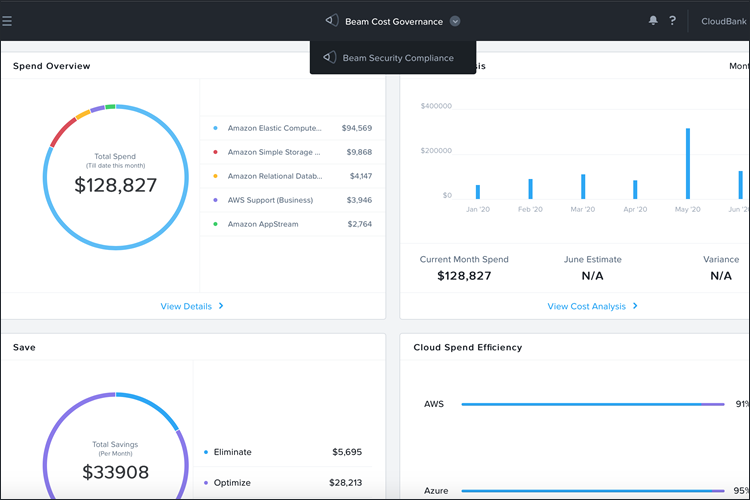 Beam Cost Governance
CloudBank
Beam Security Compliance
Spend Overview
Total Spend
(Till date this month)
$128,827
Amazon Elastic Compute... $94,569
Amazon Simple Storage ... $9,868
Amazon Relational Datab... $4,147
AWS Support (Business) $3,946
Amazon AppStream $2,764
View Details
$400000
$200000
$0
Jan '20 Feb '20 Mar '20 Apr '20 May '20 Jun '20
Current Month Spend June Estimate Variance
$128,827 N/A N/A
View Cost Analysis
Save
Total Savings
(Per Month)
$33908
Eliminate $5,695
Optimize $28,213
Cloud Spend Efficiency
AWS 91%
Azure 95%